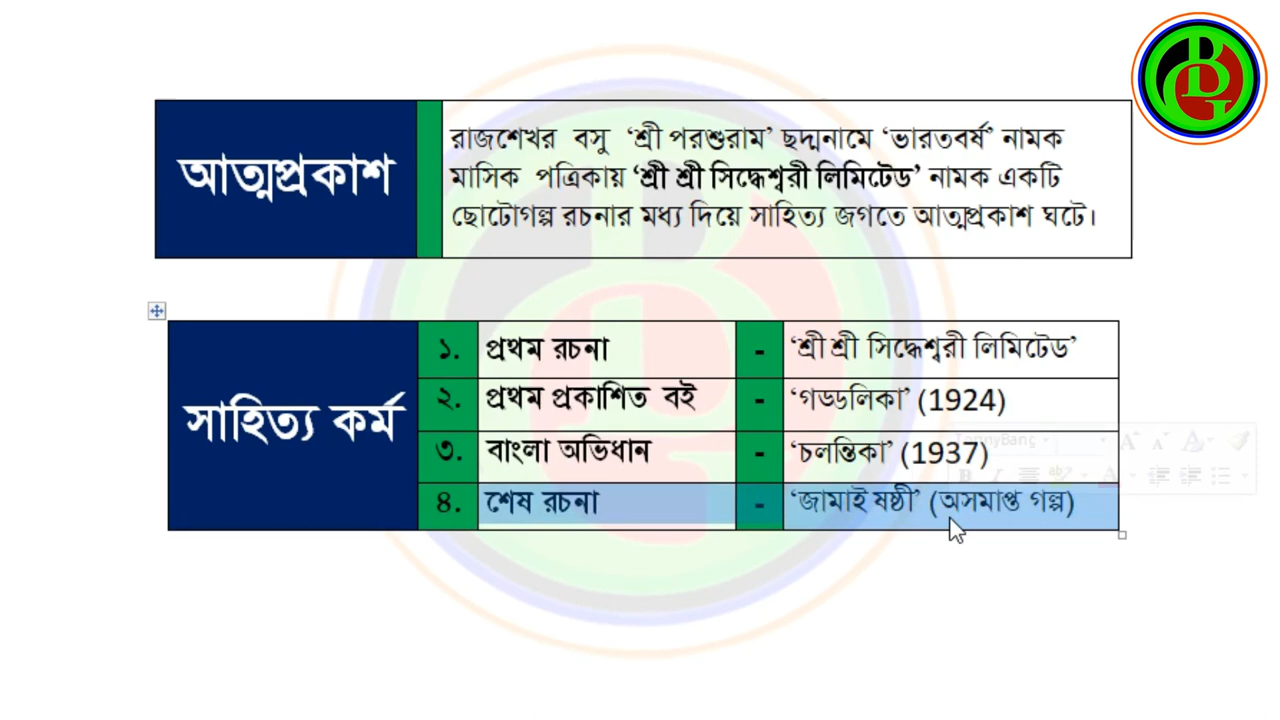 আত্মপ্রকাশ
রাজশেখর বসু ‘শ্রী পরশুরাম’ ছদ্মনামে ‘ভারতবর্ষ’ নামক
মাসিক পত্রিকায় ‘শ্রী শ্রী সিদ্ধেশ্বরী লিমিটেড’ নামক একটি
ছোটোগল্প রচনার মধ্য দিয়ে সাহিত্য জগতে আত্মপ্রকাশ ঘটে।
সাহিত্য কর্ম
১. প্রথম রচনা - ‘শ্রী শ্রী সিদ্ধেশ্বরী লিমিটেড’
২. প্রথম প্রকাশিত বই - ‘গড্ডলিকা’ (1924)
৩. বাংলা অভিধান - ‘চলন্তিকা’ (1937)
৪. শেষ রচনা - ‘জামাই ষষ্ঠী’ (অসমাপ্ত গল্প)